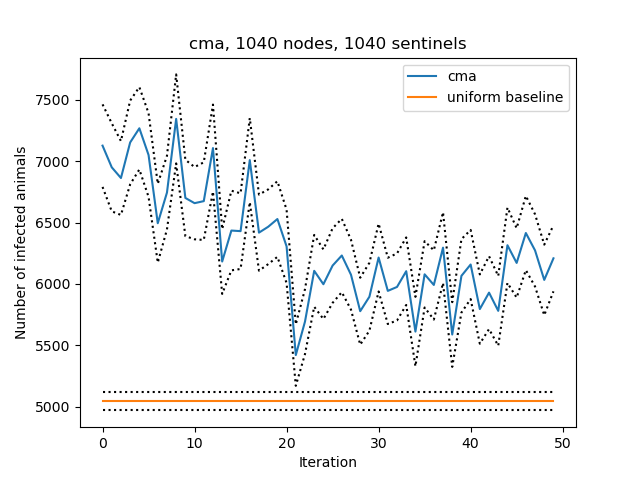 cma, 1040 nodes, 1040 sentinels
cma
uniform baseline
Number of infected animals
7500
7000
6500
6000
5500
5000
0 10 20 30 40 50
Iteration